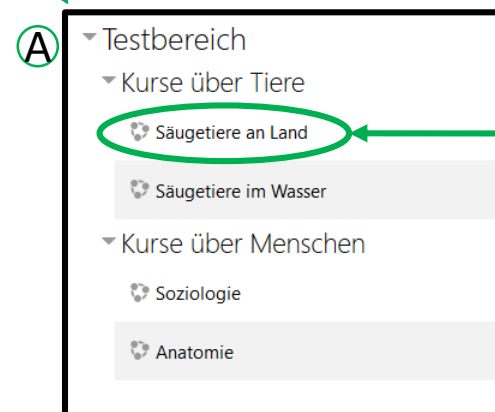 A
Testbereich
Kurse über Tiere
Säugetiere an Land
Säugetiere im Wasser
Kurse über Menschen
Soziologie
Anatomie